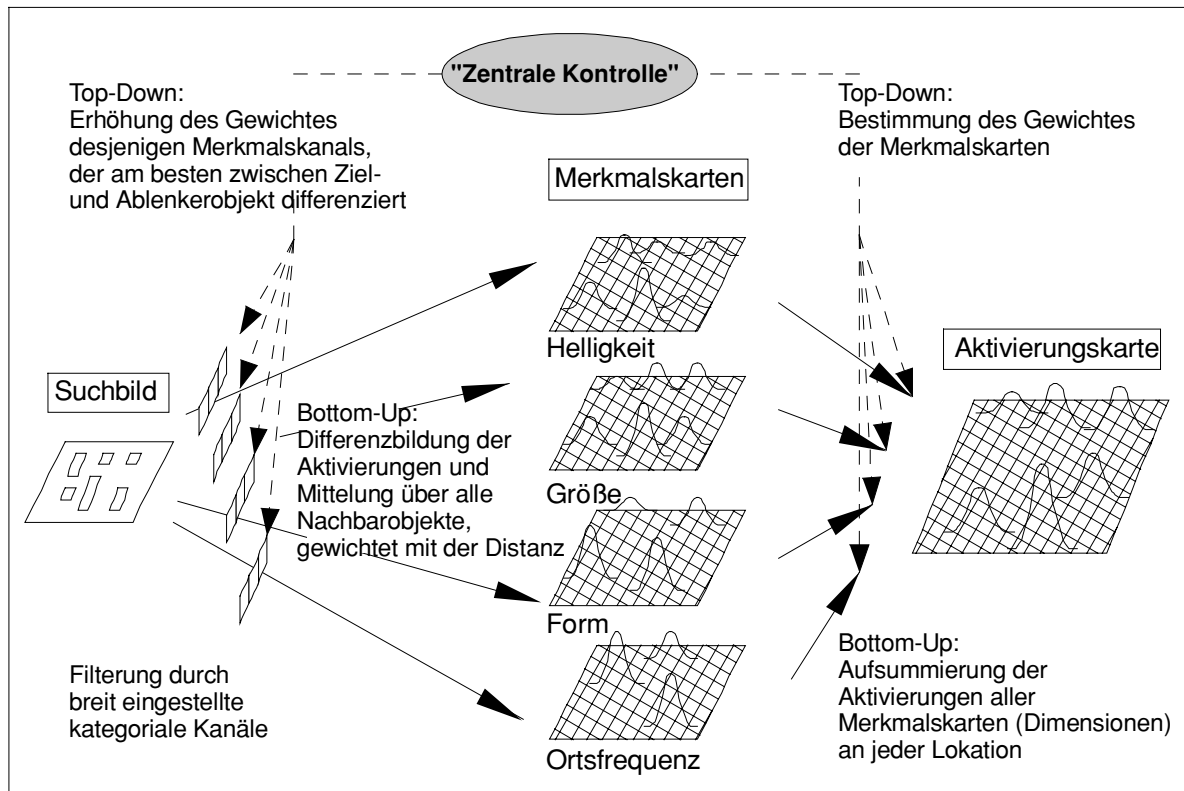 "Zentrale Kontrolle"
Top-Down:
Erhöhung des Gewichtes
desjenigen Merkmalskanals,
der am besten zwischen Ziel-
und Ablenkerobjekt differenziert
Top-Down:
Bestimmung des Gewichtes
der Merkmalskarten
Merkmalskarten
Helligkeit
Aktivierungskarte
Suchbild
Bottom-Up:
Differenzbildung der
Aktivierungen und
Mittelung über alle
Nachbarobjekte,
gewichtet mit der Distanz
Größe
Form
Filterung durch
breit eingestellte
kategoriale Kanäle
Ortsfrequenz
Bottom-Up:
Aufsummierung der
Aktivierungen aller
Merkmalskarten (Dimensionen)
an jeder Lokation